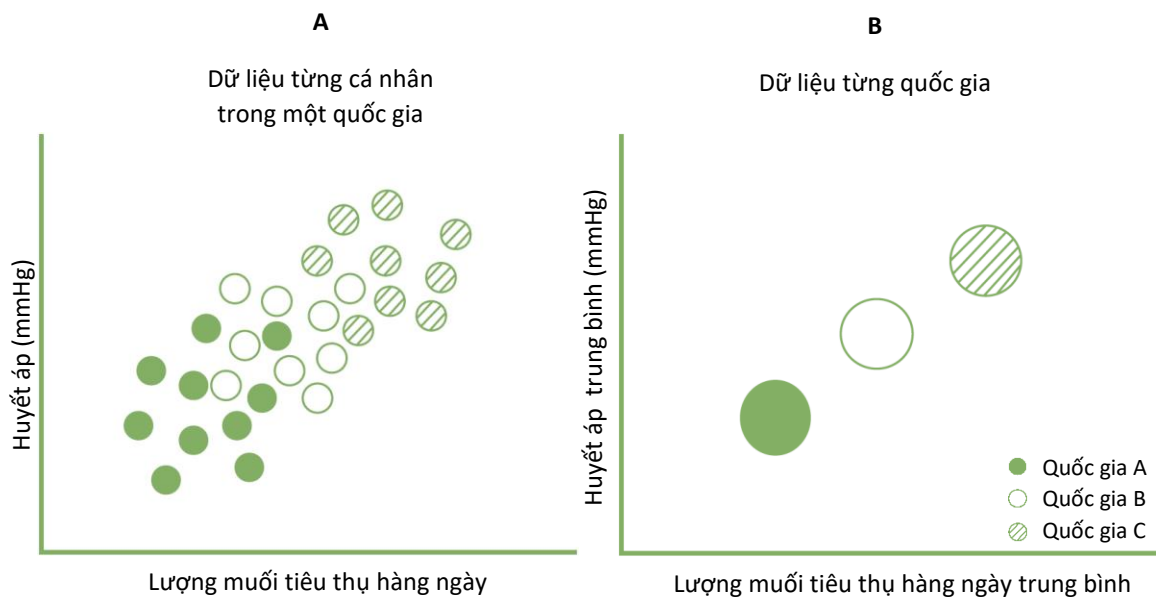 A
Dữ liệu từng cá nhân
trong một quốc gia
Huyết áp (mmHg)
Lượng muối tiêu thụ hàng ngày
B
Dữ liệu từng quốc gia
Huyết áp trung bình (mmHg)
Quốc gia A
Quốc gia B
Quốc gia C
Lượng muối tiêu thụ hàng ngày trung bình